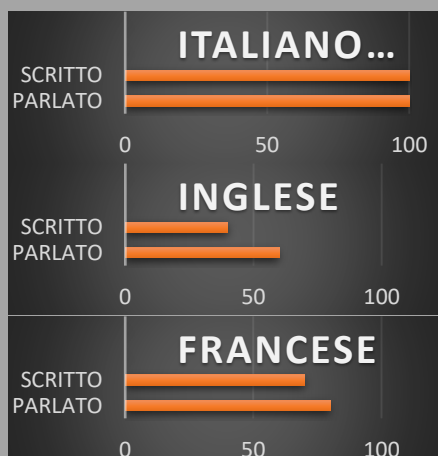 ITALIANO…
SCRITTO
PARLATO
0 50 100
INGLESE
SCRITTO
PARLATO
0 50 100
FRANCESE
SCRITTO
PARLATO
0 50 100